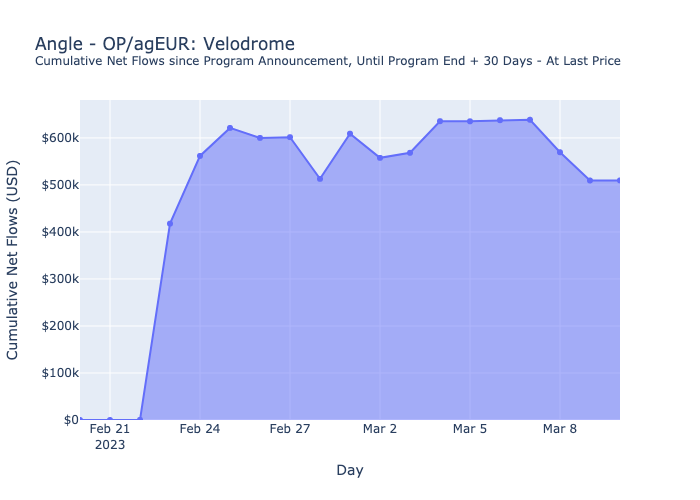 Angle - OP/agEUR: Velodrome
Cumulative Net Flows since Program Announcement, Until Program End + 30 Days - At Last Price
Cumulative Net Flows (USD)
$600k
$500k
$400k
$300k
$200k
$100k
$0
Feb 21
2023
Feb 24
Feb 27
Mar 2
Mar 5
Mar 8
Day